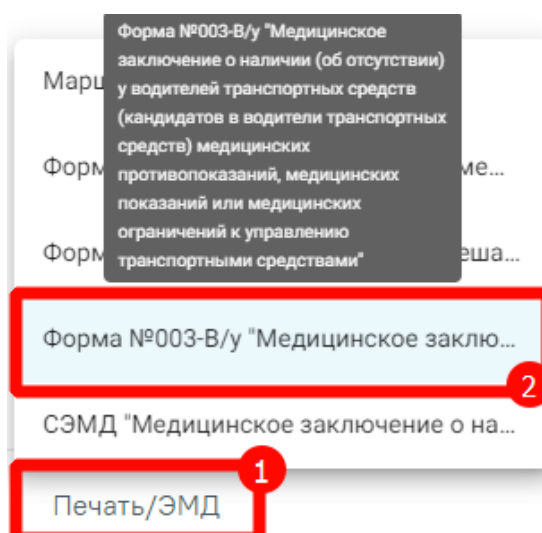 Форма №003-В/у "Медицинское
заключение о наличии (об отсутствии)
у водителей транспортных средств
(кандидатов в водители транспортных
средств) медицинских
противопоказаний, медицинских
показаний или медицинских
ограничений к управлению
транспортными средствами"
Марш
Форм ме...
Форм еша...
Форма №003-В/у "Медицинское заклю...
2
СЭМД "Медицинское заключение о на...
1
Печать/ЭМД